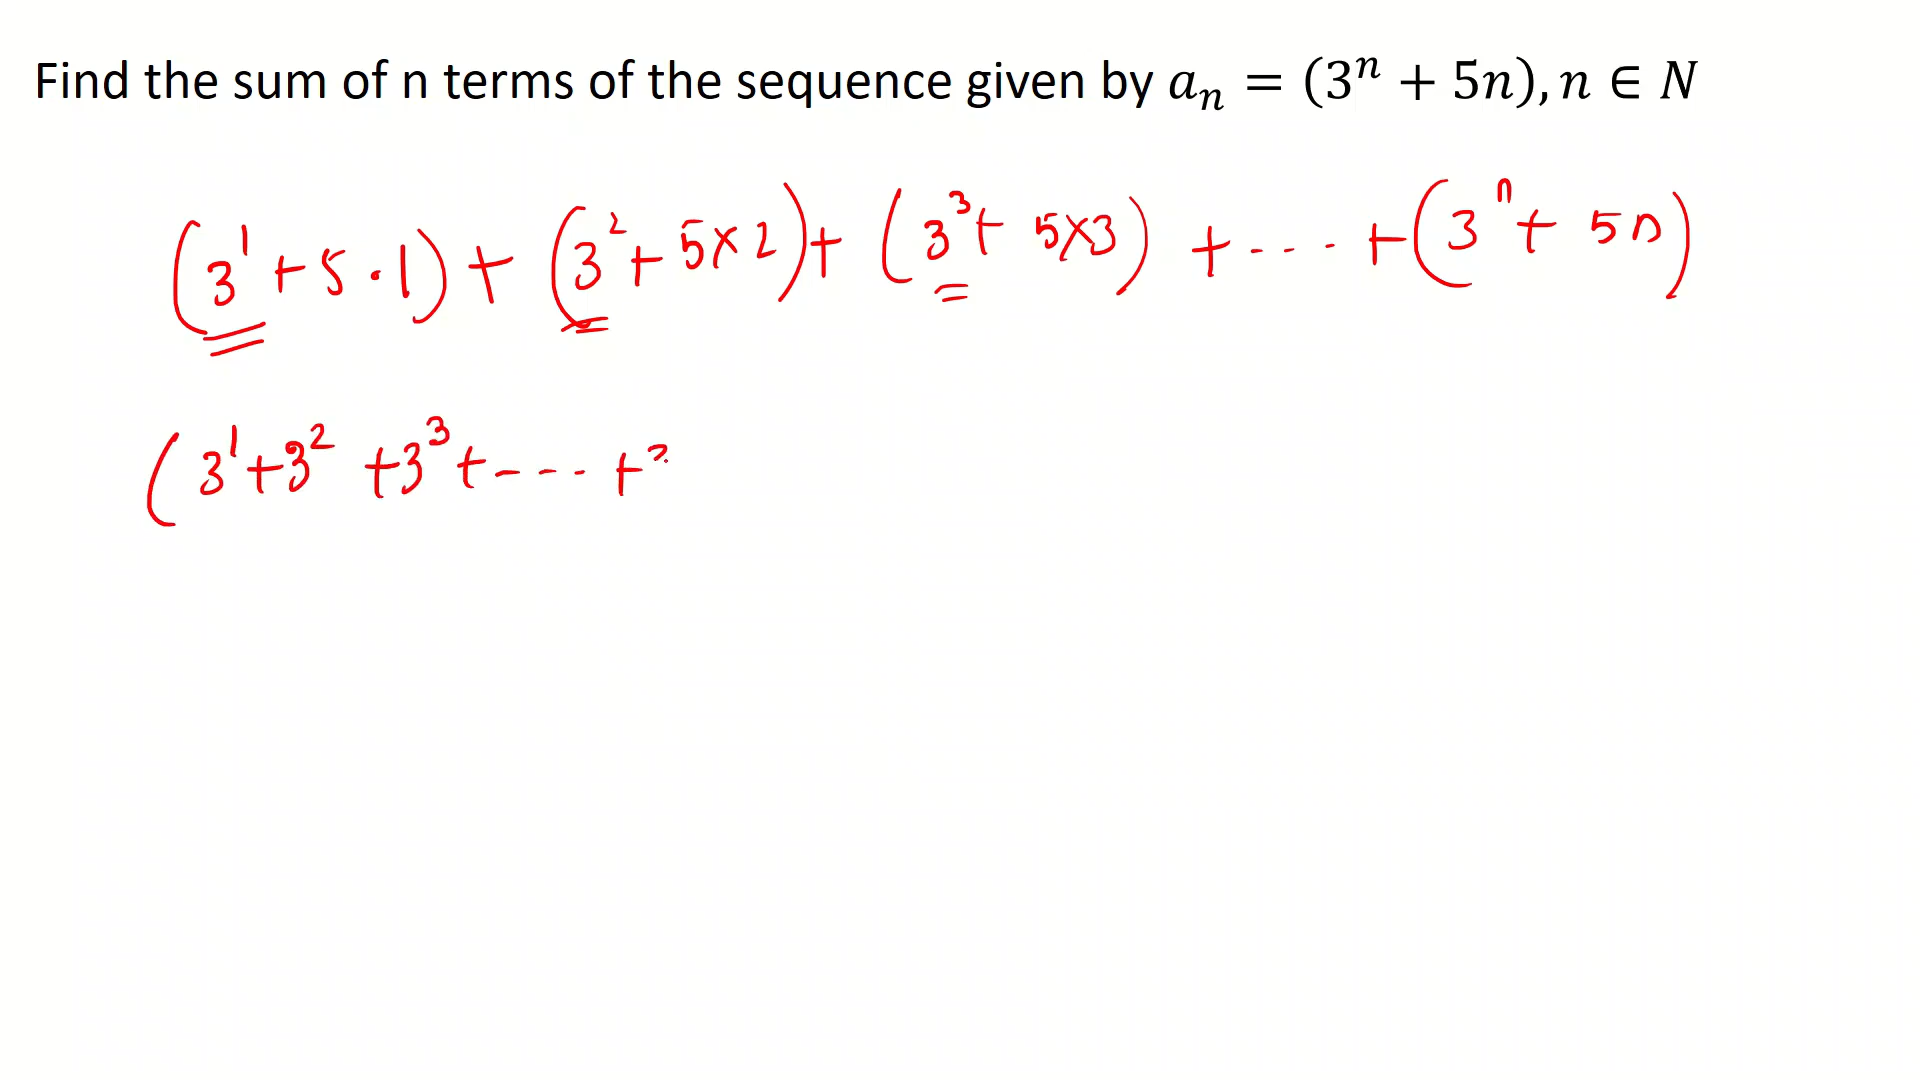 Find the sum of n terms of the sequence given by aₙ = (3ⁿ + 5n), n ∈ N
(3¹ + 5 · 1) + (3² + 5 × 2) + (3³ + 5×3) + - - - + (3ⁿ + 5n)
(3¹ + 3² + 3³ + - - - +